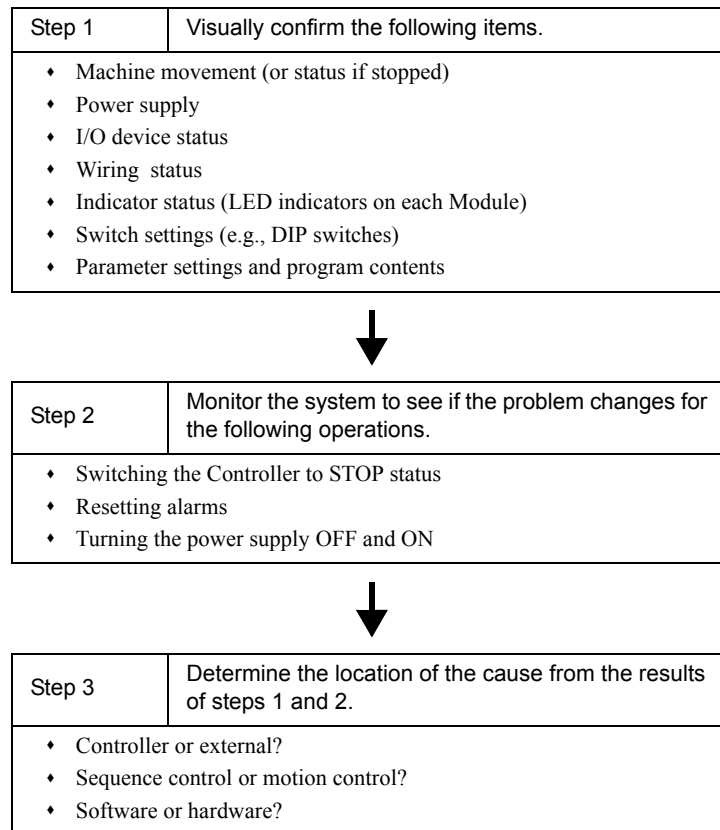 Step 1 Visually confirm the following items.
• Machine movement (or status if stopped)
• Power supply
• I/O device status
• Wiring status
• Indicator status (LED indicators on each Module)
• Switch settings (e.g., DIP switches)
• Parameter settings and program contents
Step 2 Monitor the system to see if the problem changes for
the following operations.
• Switching the Controller to STOP status
• Resetting alarms
• Turning the power supply OFF and ON
Step 3 Determine the location of the cause from the results
of steps 1 and 2.
• Controller or external?
• Sequence control or motion control?
• Software or hardware?